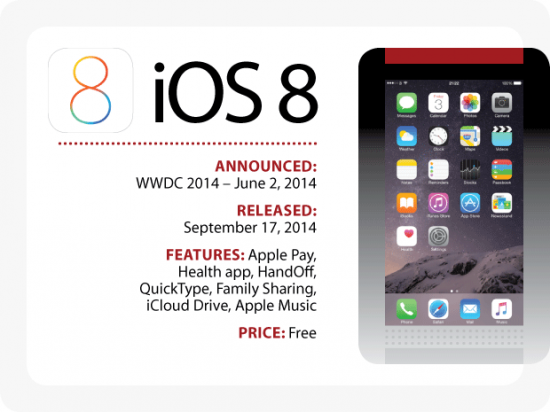 8 iOS 8
ANNOUNCED:
WWDC 2014 – June 2, 2014
RELEASED:
September 17, 2014
FEATURES: Apple Pay,
Health app, HandOff,
QuickType, Family Sharing,
iCloud Drive, Apple Music
PRICE: Free
Messages Calendar Photos Camera
Weather Clock Maps Videos
Notes Reminders Stocks Passbook
iBooks iTunes Store App Store Newsstand
Health Settings
Phone Safari Mail Music